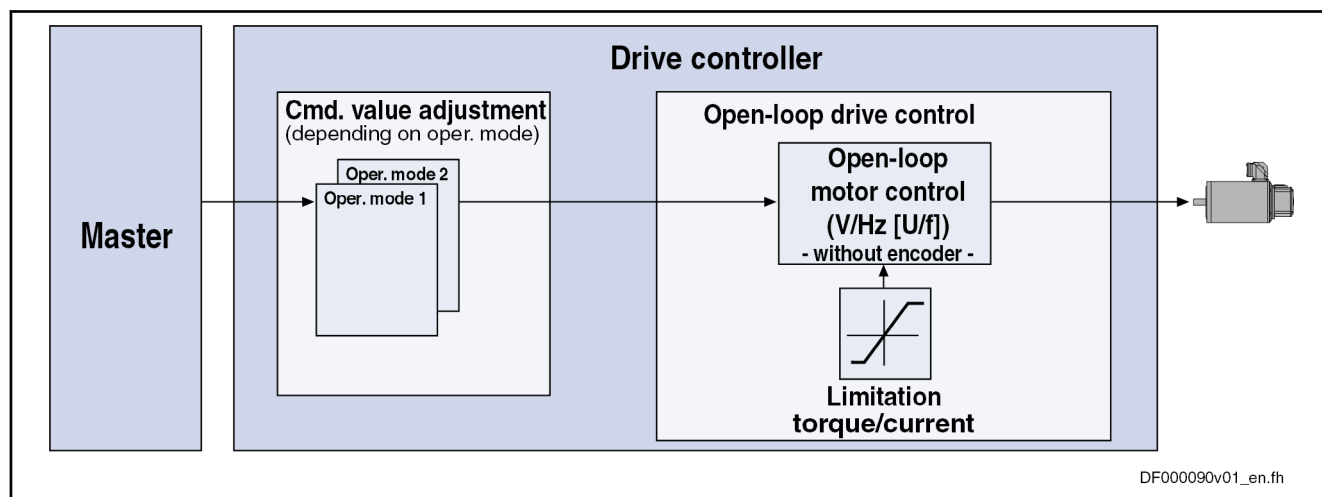 Master
Drive controller
Cmd. value adjustment
(depending on oper. mode)
Oper. mode 2
Oper. mode 1
Open-loop drive control
Open-loop
motor control
(V/Hz [U/f])
- without encoder -
Limitation
torque/current
DF000090v01_en.fh